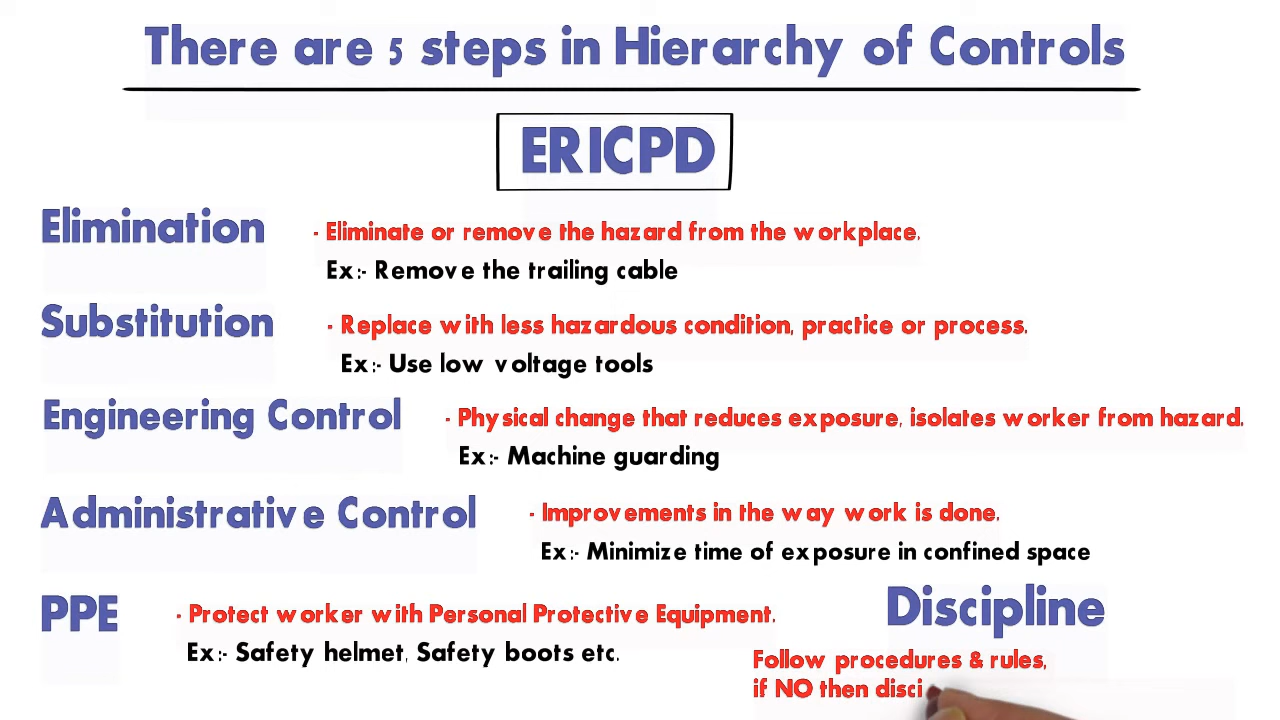 There are 5 steps in Hierarchy of Controls
ERICPD
Elimination - Eliminate or remove the hazard from the workplace.
Ex:- Remove the trailing cable
Substitution - Replace with less hazardous condition, practice or process.
Ex:- Use low voltage tools
Engineering Control - Physical change that reduces exposure, isolates worker from hazard.
Ex:- Machine guarding
Administrative Control - Improvements in the way work is done.
Ex:- Minimize time of exposure in confined space
PPE - Protect worker with Personal Protective Equipment.
Ex:- Safety helmet, Safety boots etc.
Discipline
Follow procedures & rules,
if NO then disci